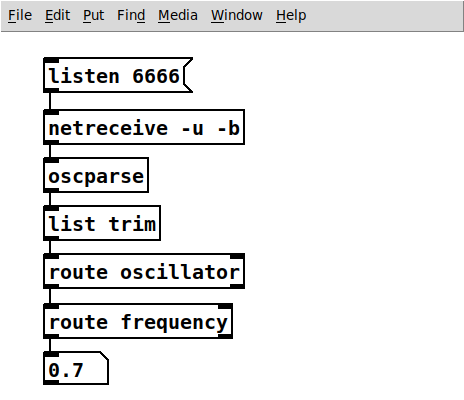 File Edit Put Find Media Window Help
listen 6666
netreceive -u -b
oscparse
list trim
route oscillator
route frequency
0.7